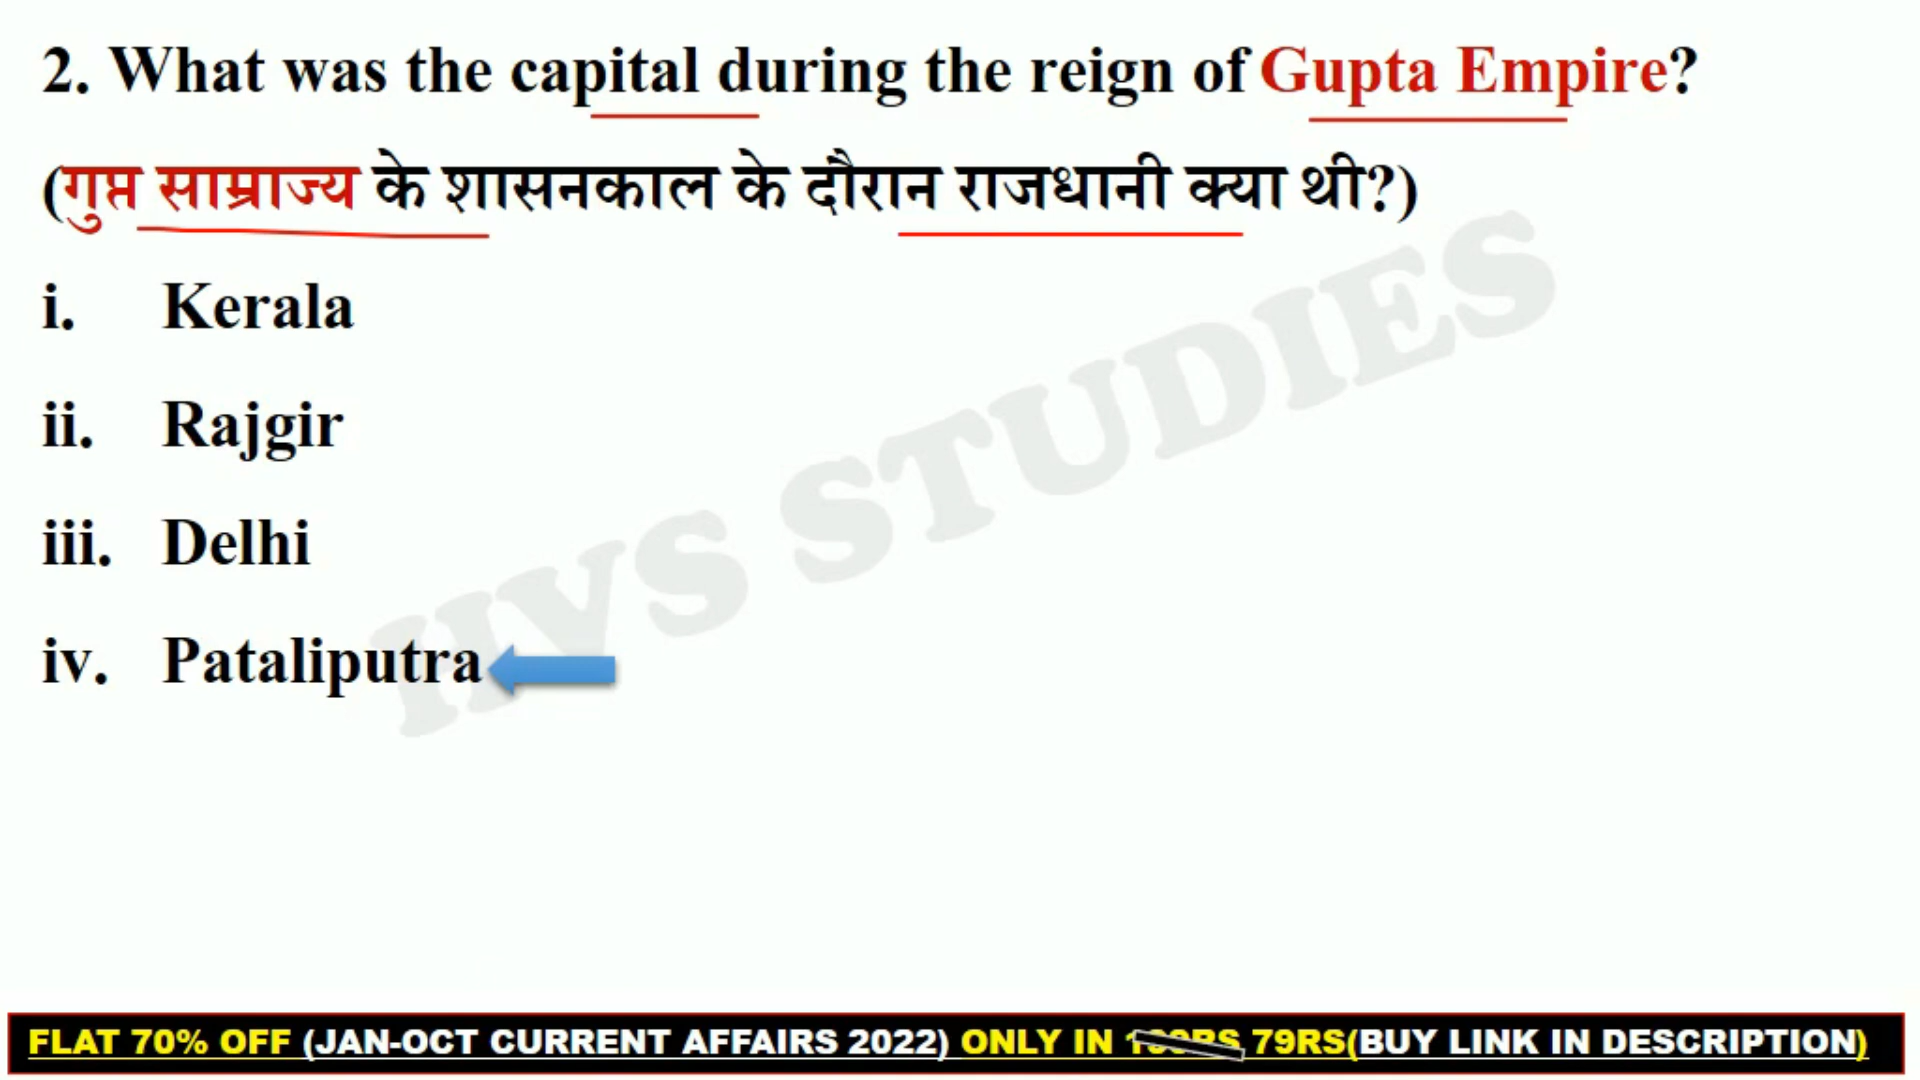 2. What was the capital during the reign of Gupta Empire?
(गुप्त साम्राज्य के शासनकाल के दौरान राजधानी क्या थी?)
i. Kerala
ii. Rajgir
iii. Delhi
iv. Pataliputra
HVS STUDIES
FLAT 70% OFF (JAN-OCT CURRENT AFFAIRS 2022) ONLY IN 79RS(BUY LINK IN DESCRIPTION)